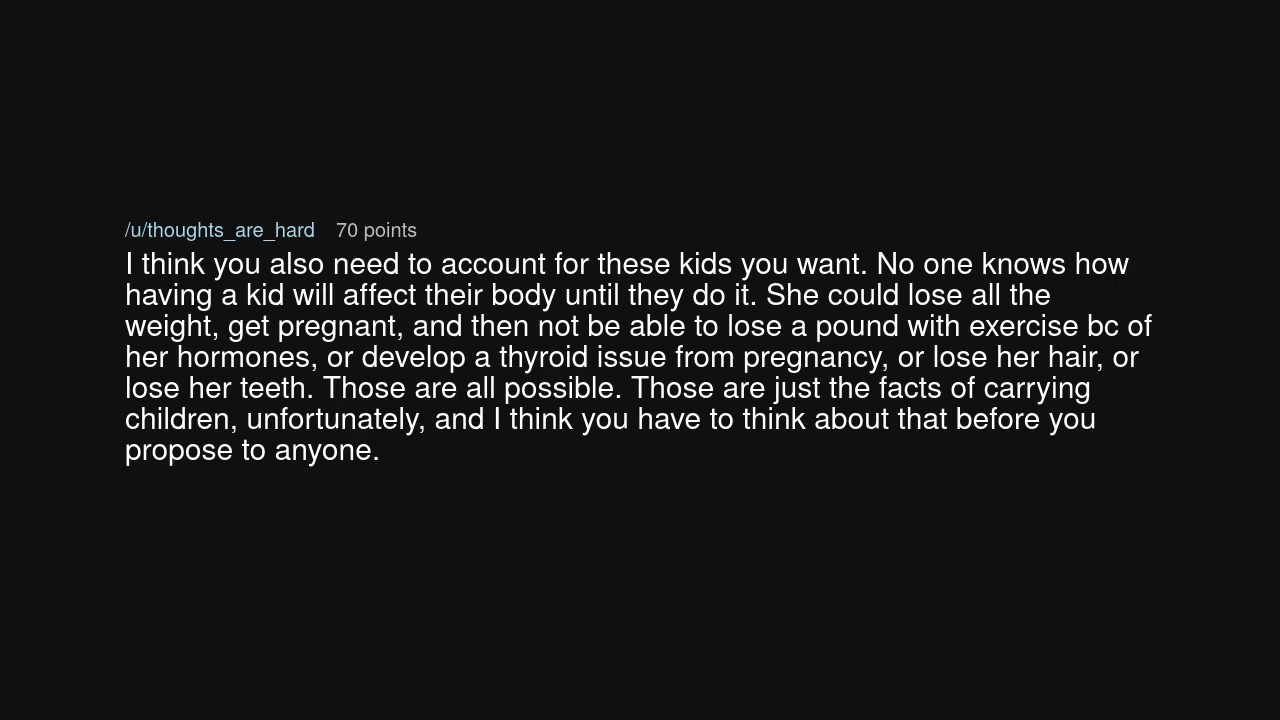 /u/thoughts_are_hard 70 points
I think you also need to account for these kids you want. No one knows how
having a kid will affect their body until they do it. She could lose all the
weight, get pregnant, and then not be able to lose a pound with exercise bc of
her hormones, or develop a thyroid issue from pregnancy, or lose her hair, or
lose her teeth. Those are all possible. Those are just the facts of carrying
children, unfortunately, and I think you have to think about that before you
propose to anyone.